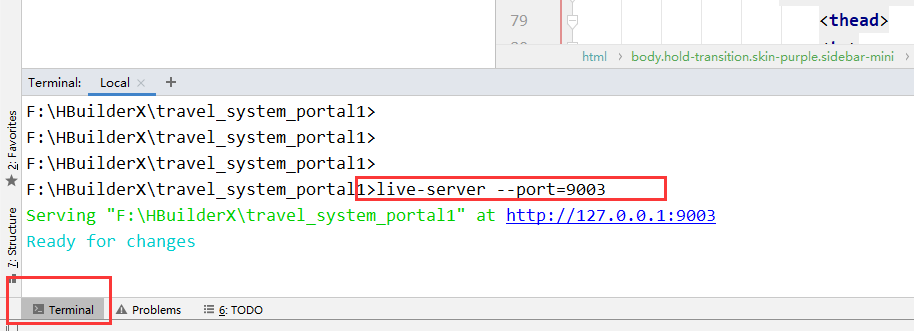 79
<thead>
html › body.hold-transition.skin-purple.sidebar-mini
Terminal: Local × +
F:\HBuilderX\travel_system_portal1>
F:\HBuilderX\travel_system_portal1>
F:\HBuilderX\travel_system_portal1>
F:\HBuilderX\travel_system_portal1>live-server --port=9003
Serving "F:\HBuilderX\travel_system_portal1" at http://127.0.0.1:9003
Ready for changes
2: Favorites
7: Structure
Terminal Problems 6: TODO